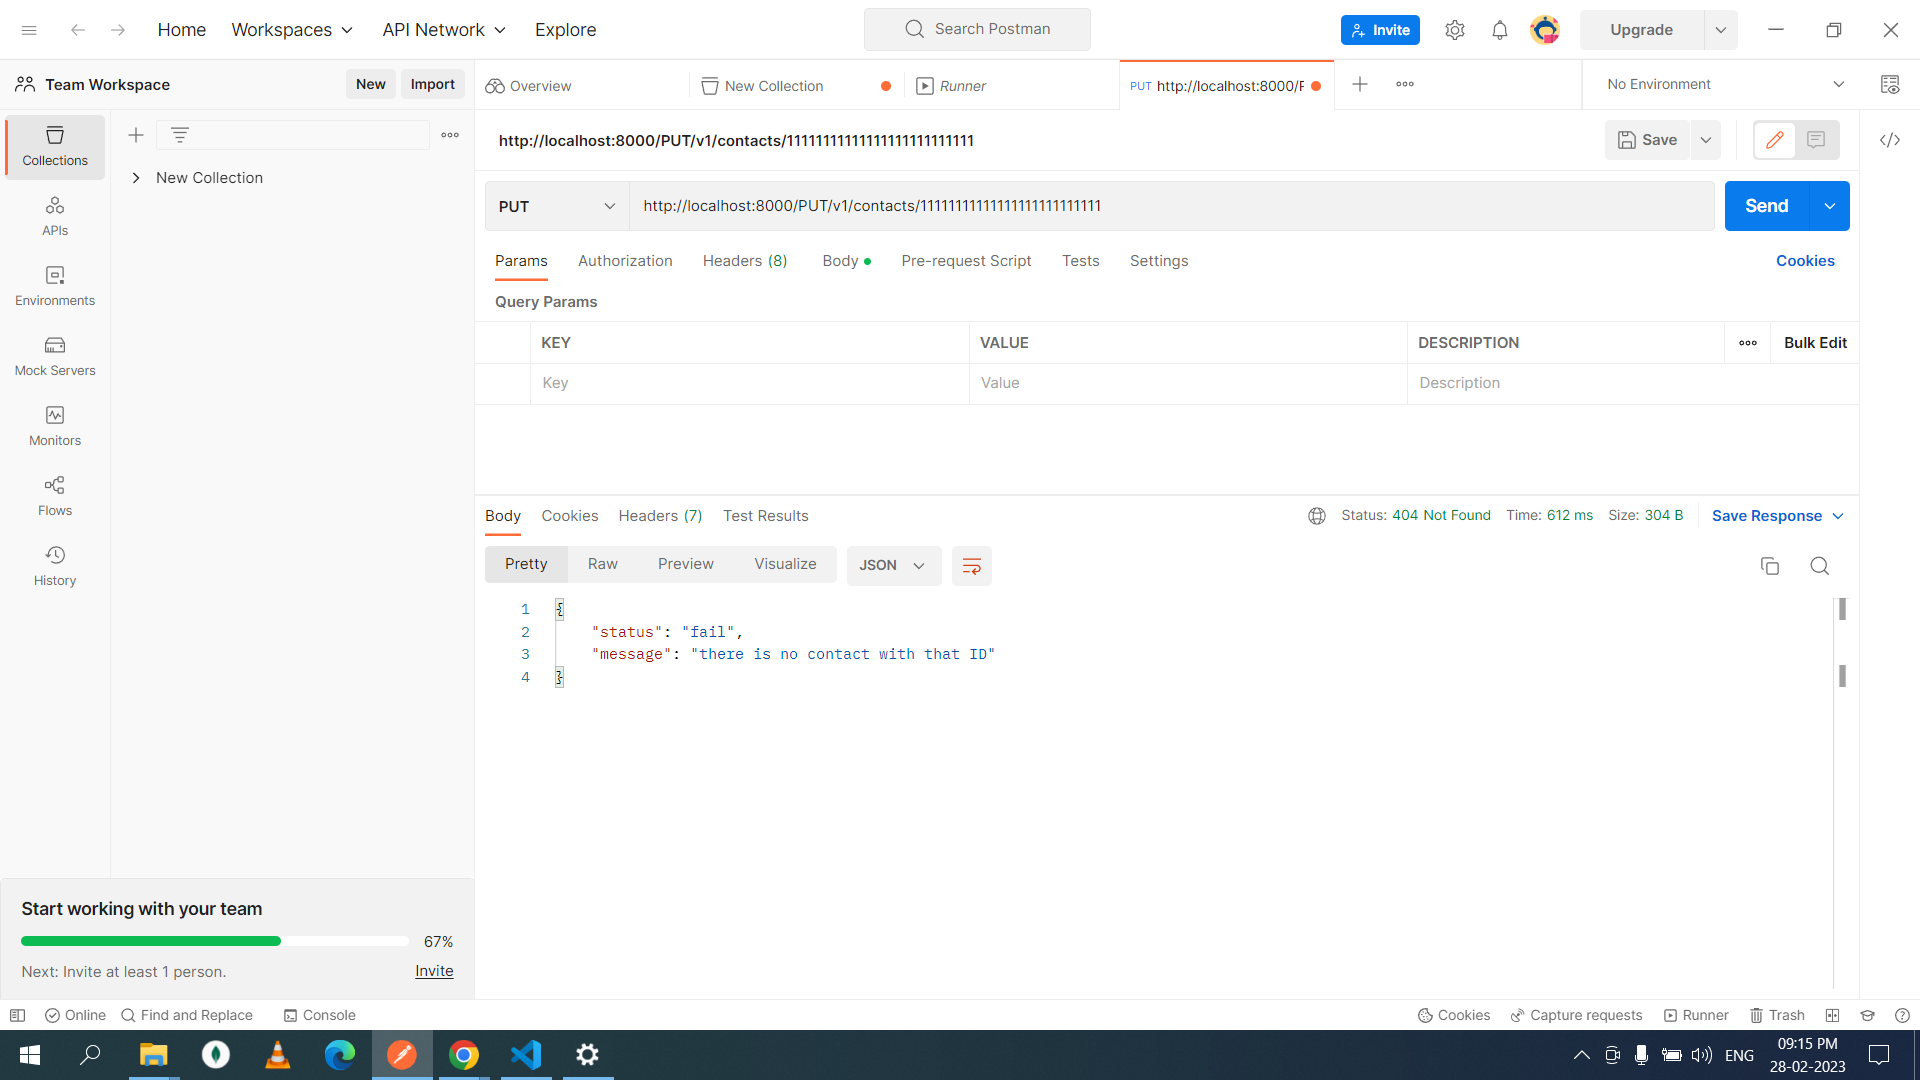 Home
Workspaces
API Network
Explore
Search Postman
Invite
Upgrade
Team Workspace
New
Import
Overview
New Collection
Runner
PUT http://localhost:8000/P
No Environment
Collections
APIs
Environments
Mock Servers
Monitors
Flows
History
New Collection
http://localhost:8000/PUT/v1/contacts/111111111111111111111111
Save
PUT
http://localhost:8000/PUT/v1/contacts/111111111111111111111111
Send
Params
Authorization
Headers (8)
Body
Pre-request Script
Tests
Settings
Cookies
Query Params
KEY
VALUE
DESCRIPTION
Bulk Edit
Key
Value
Description
Body
Cookies
Headers (7)
Test Results
Status: 404 Not Found
Time: 612 ms
Size: 304 B
Save Response
Pretty
Raw
Preview
Visualize
JSON
1 {
2 "status": "fail",
3 "message": "there is no contact with that ID"
4 }
Start working with your team
67%
Next: Invite at least 1 person.
Invite
Online
Find and Replace
Console
Cookies
Capture requests
Runner
Trash
ENG
09:15 PM
28-02-2023